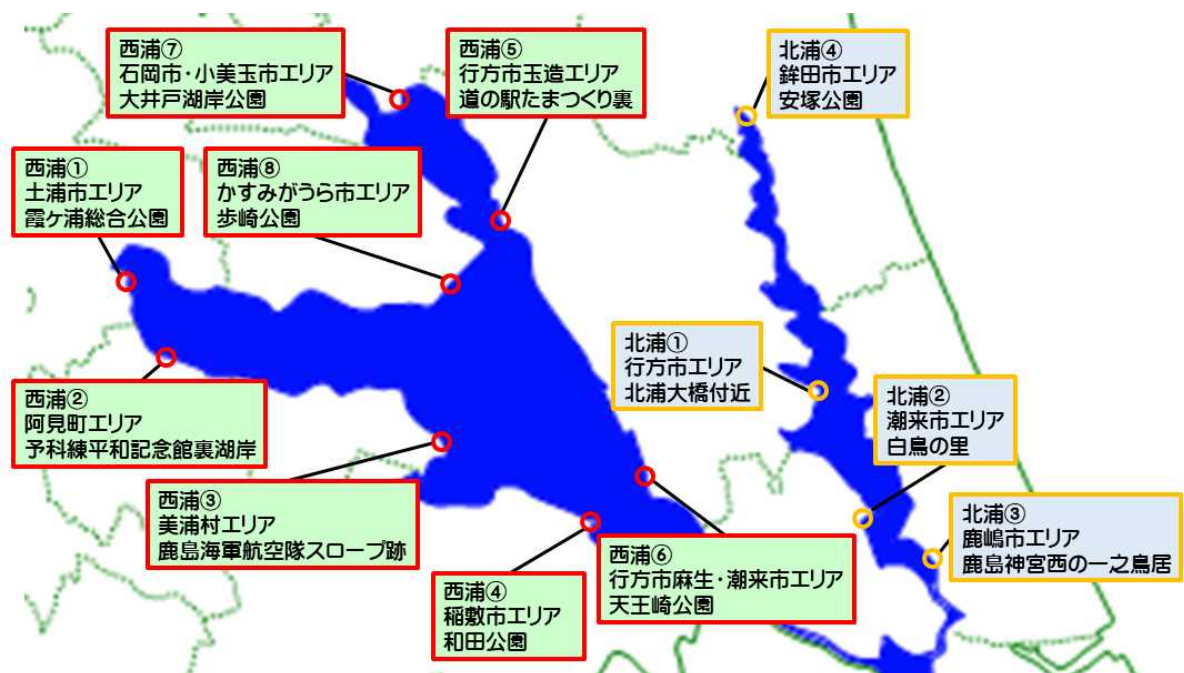 西浦⑦
石岡市・小美玉市エリア
大井戸湖岸公園
西浦⑤
行方市玉造エリア
道の駅たまつくり裏
北浦④
鉾田市エリア
安塚公園
西浦①
土浦市エリア
霞ヶ浦総合公園
西浦⑧
かすみがうら市エリア
歩崎公園
北浦①
行方市エリア
北浦大橋付近
北浦②
潮来市エリア
白鳥の里
西浦②
阿見町エリア
予科練平和記念館裏湖岸
西浦③
美浦村エリア
鹿島海軍航空隊スロープ跡
北浦③
鹿嶋市エリア
鹿島神宮西の一之鳥居
西浦⑥
行方市麻生・潮来市エリア
天王崎公園
西浦④
稲敷市エリア
和田公園